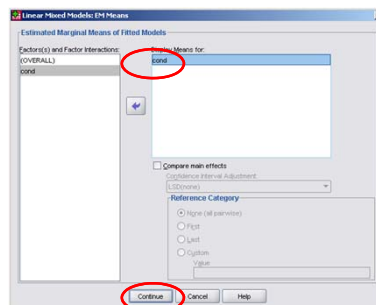 Linear Mixed Models: EM Means
Estimated Marginal Means of Fitted Models
Factors(s) and Factor Interactions:
(OVERALL)
cond
Display Means for:
cond
Compare main effects
Confidence Interval Adjustment:
LSD(none)
Reference Category
None (all pairwise)
First
Last
Custom
Value
Continue
Cancel
Help